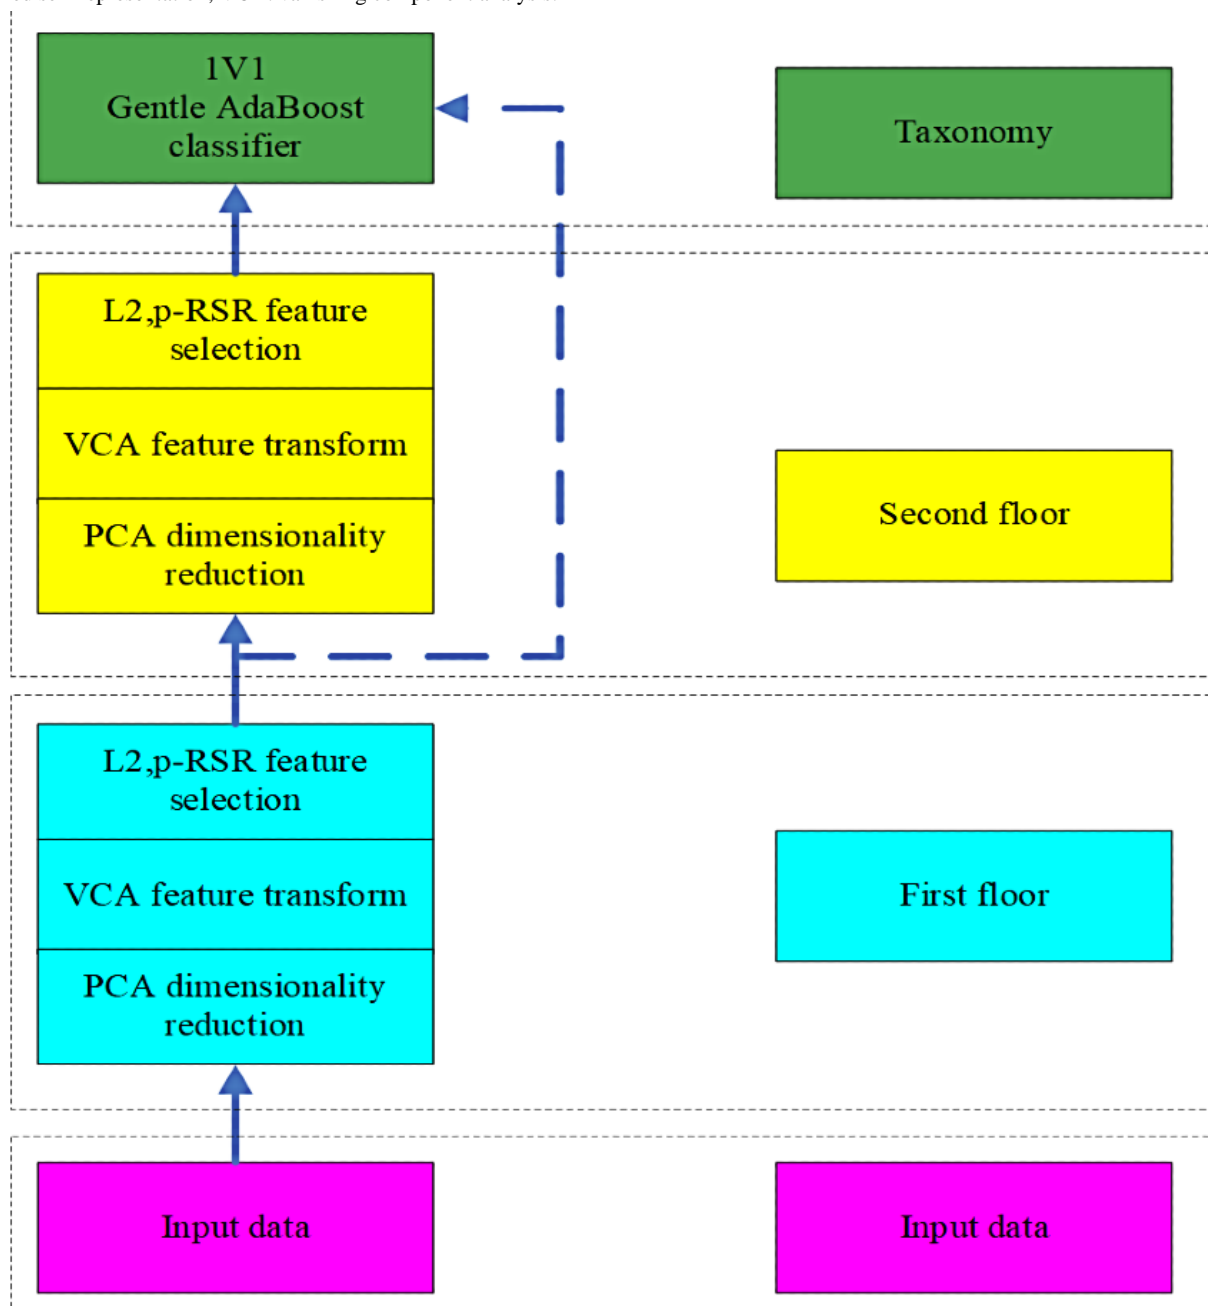 1V1
Gentle AdaBoost
classifier
Taxonomy
L2,p-RSR feature
selection
VCA feature transform
PCA dimensionality
reduction
Second floor
L2,p-RSR feature
selection
VCA feature transform
PCA dimensionality
reduction
First floor
Input data
Input data